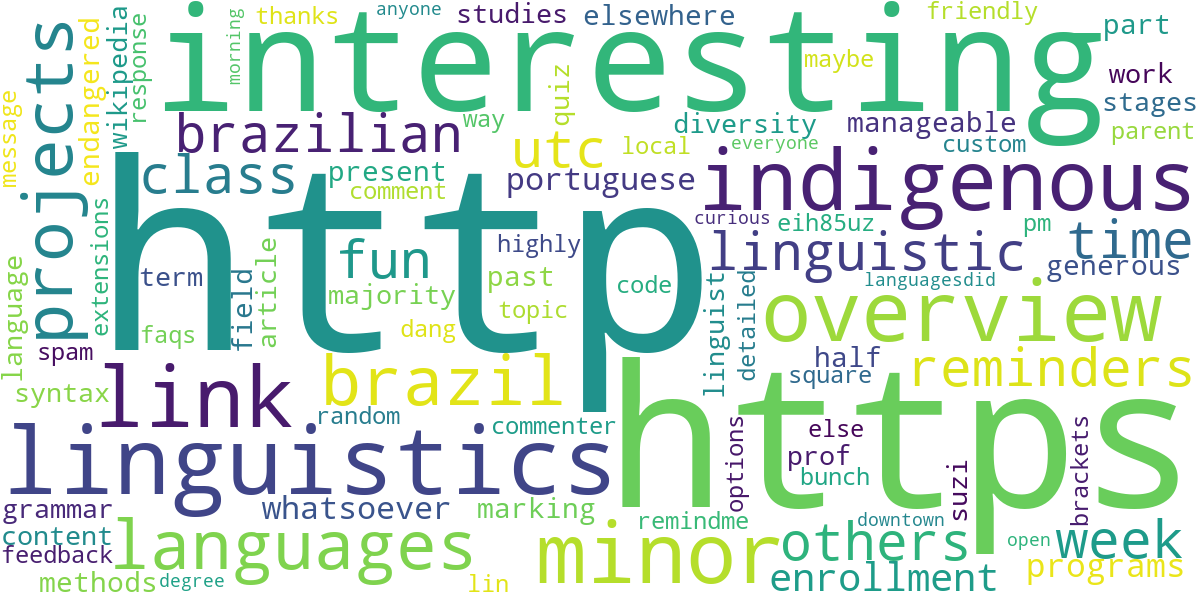 interesting
http
https
indigenous
linguistics
overview
languages
minor
link
projects
brazil
brazilian
class
linguistic
fun
utc
time
week
others
reminders
enrollment
programs
portuguese
present
studies
elsewhere
thanks
anyone
friendly
part
work
stages
parent
maybe
manageable
custom
diversity
everyone
local
way
quiz
morning
response
wikipedia
endangered
message
comment
curious
eih85uz
pm
generous
languagesdid
highly
past
code
topic
majority
dang
term
field
article
extensions
language
faqs
spam
syntax
random
commenter
linguist
detailed
half
square
options
else
prof
bunch
suzi
brackets
downtown
open
remindme
marking
whatsoever
grammar
content
feedback
methods
degree
lin